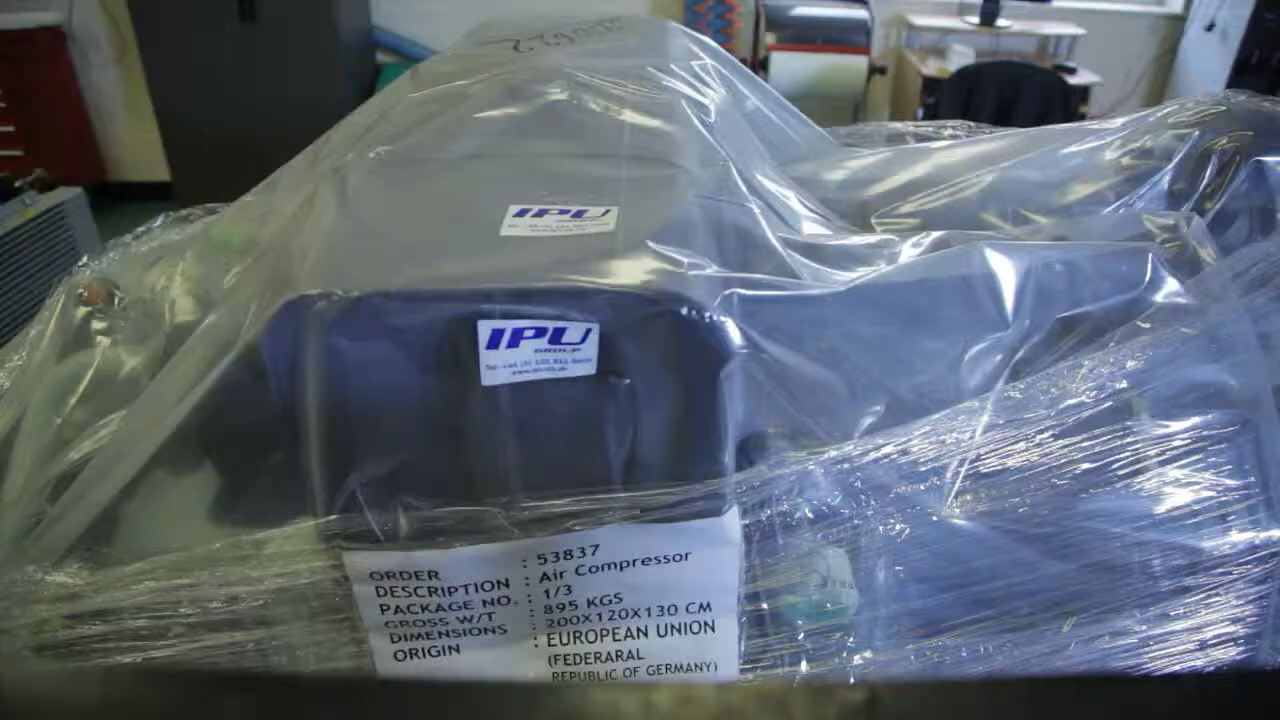 IPU
IPU
GROUP
ORDER : 53837
DESCRIPTION : Air Compressor
PACKAGE NO. : 1/3
GROSS W/T : 895 KGS
DIMENSIONS : 200X120X130 CM
ORIGIN : EUROPEAN UNION
(FEDERARAL
REPUBLIC OF GERMANY)